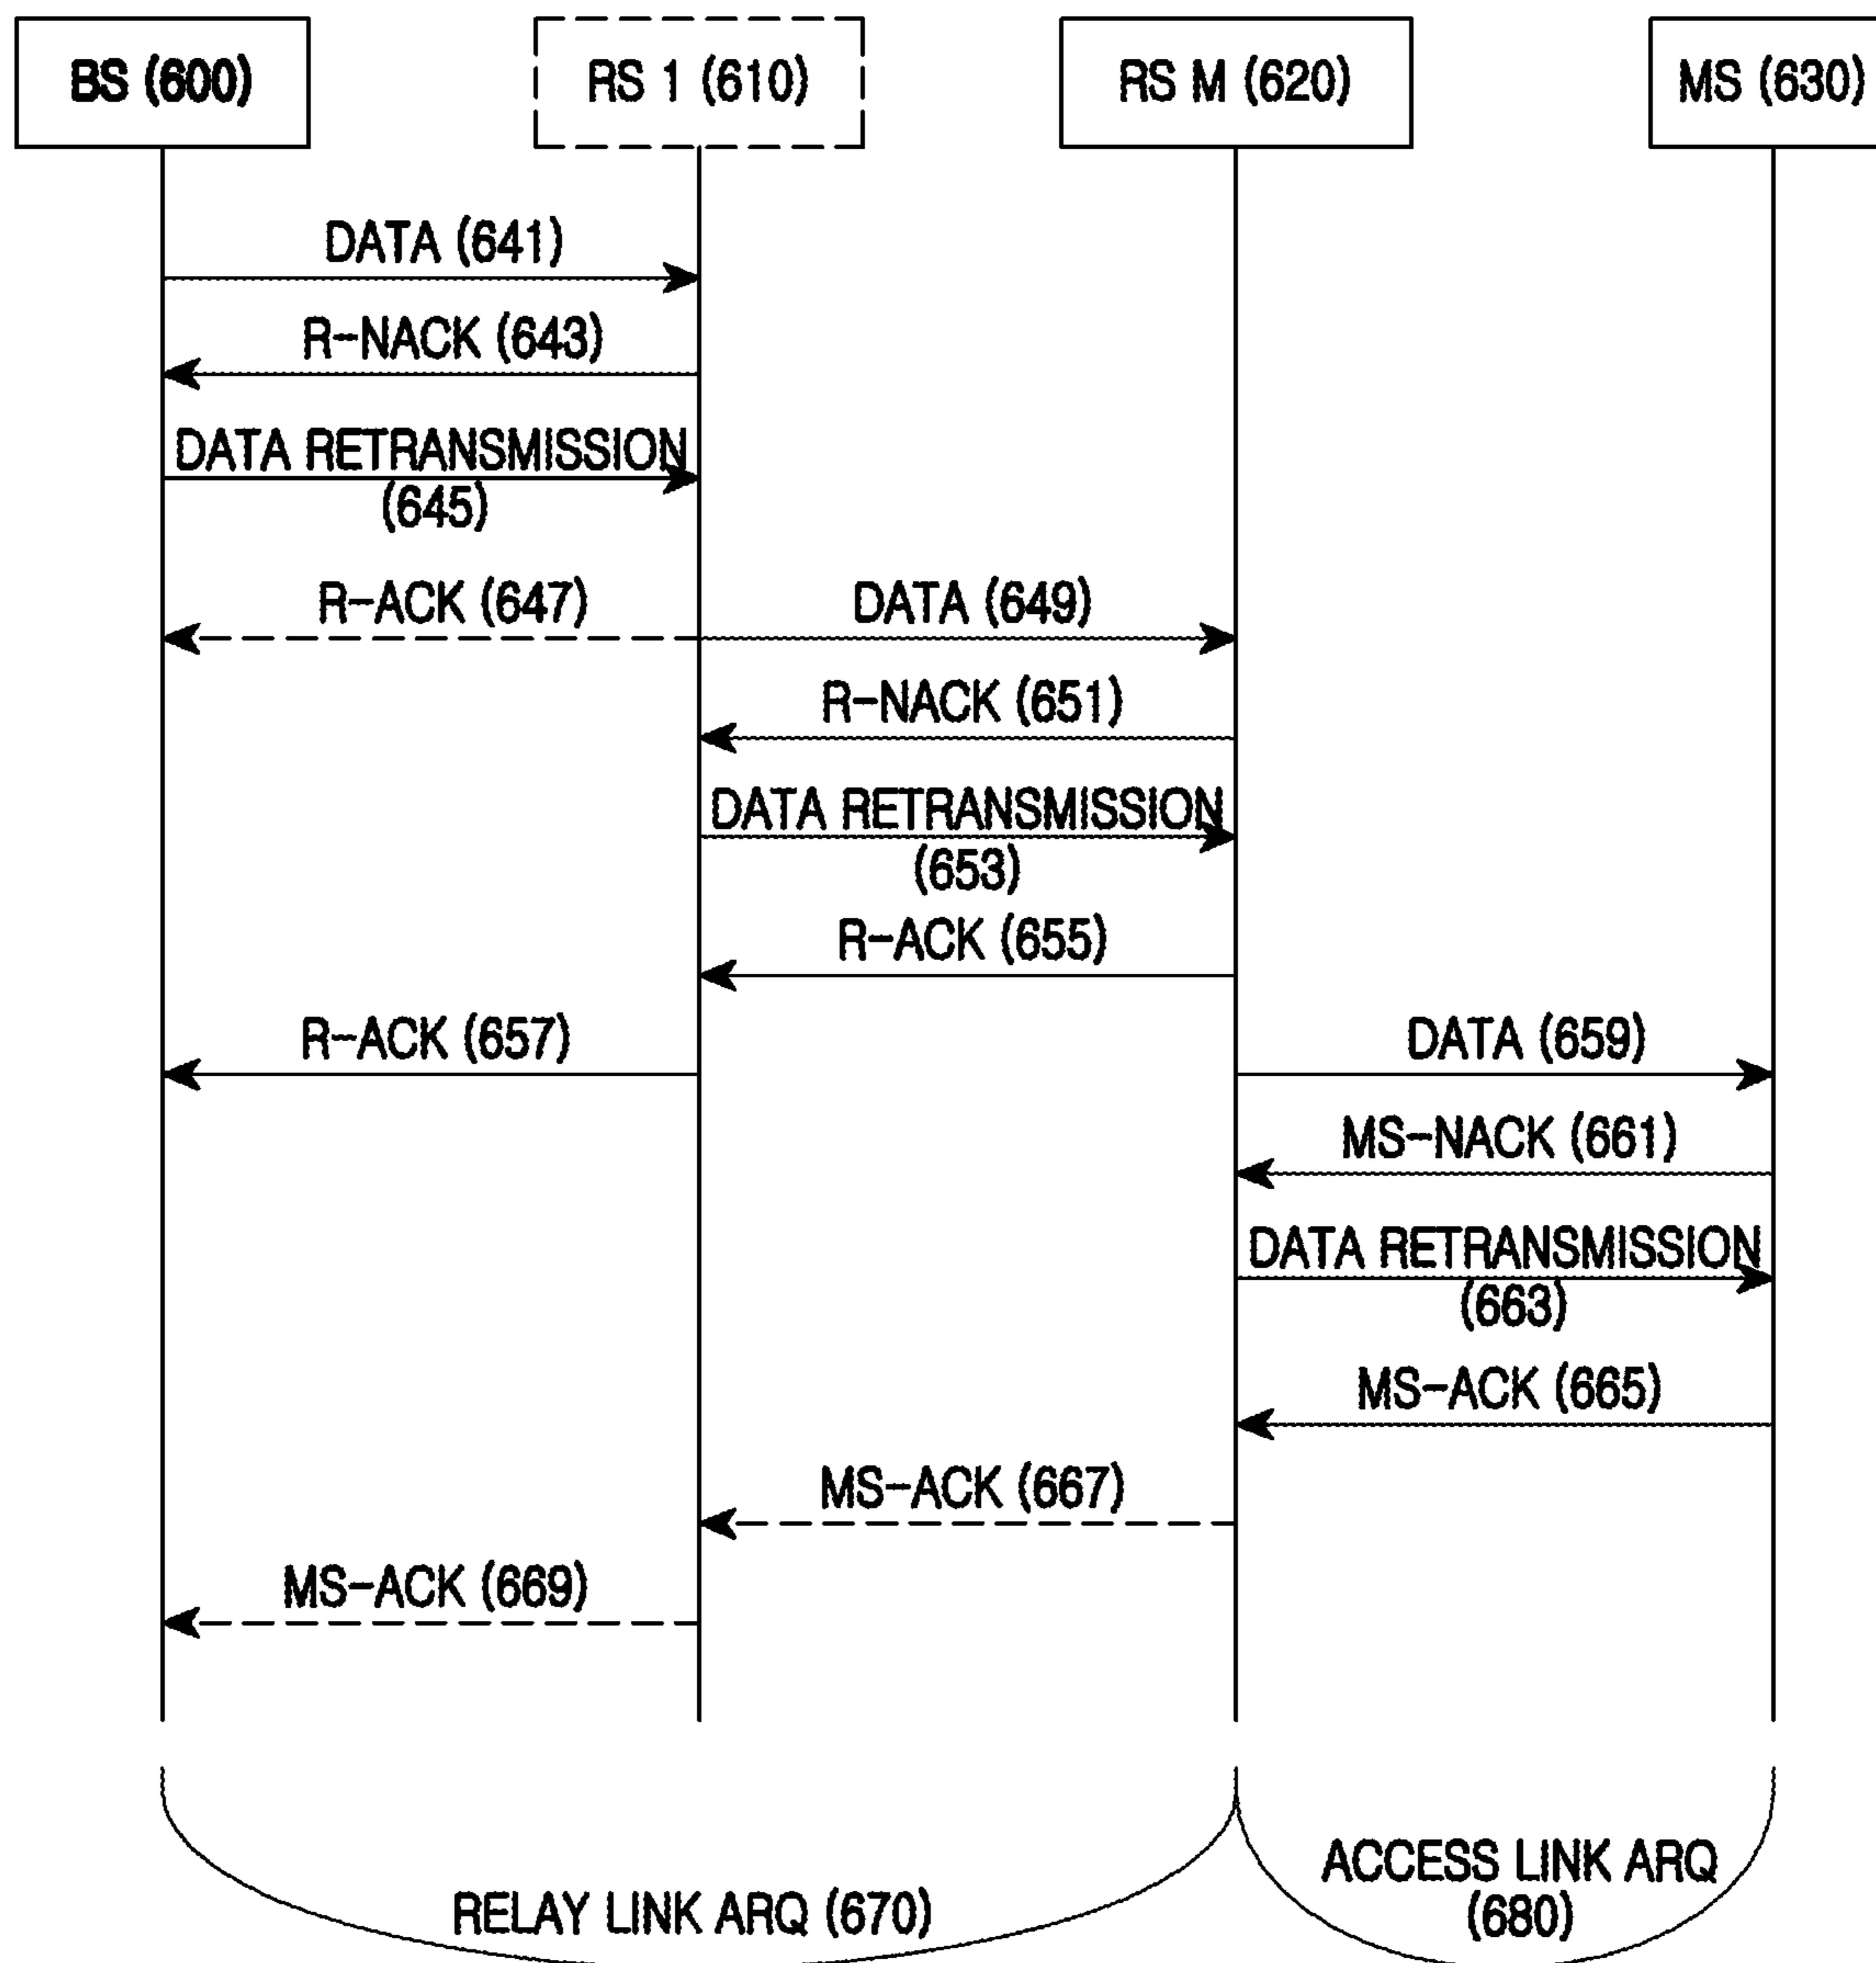 BS (600)
RS 1 (610)
RS M (620)
MS (630)
DATA (641)
R-NACK (643)
DATA RETRANSMISSION
(645)
R-ACK (647)
DATA (649)
R-NACK (651)
DATA RETRANSMISSION
(653)
R-ACK (655)
R-ACK (657)
DATA (659)
MS-NACK (661)
DATA RETRANSMISSION
(663)
MS-ACK (665)
MS-ACK (667)
MS-ACK (669)
RELAY LINK ARQ (670)
ACCESS LINK ARQ
(680)